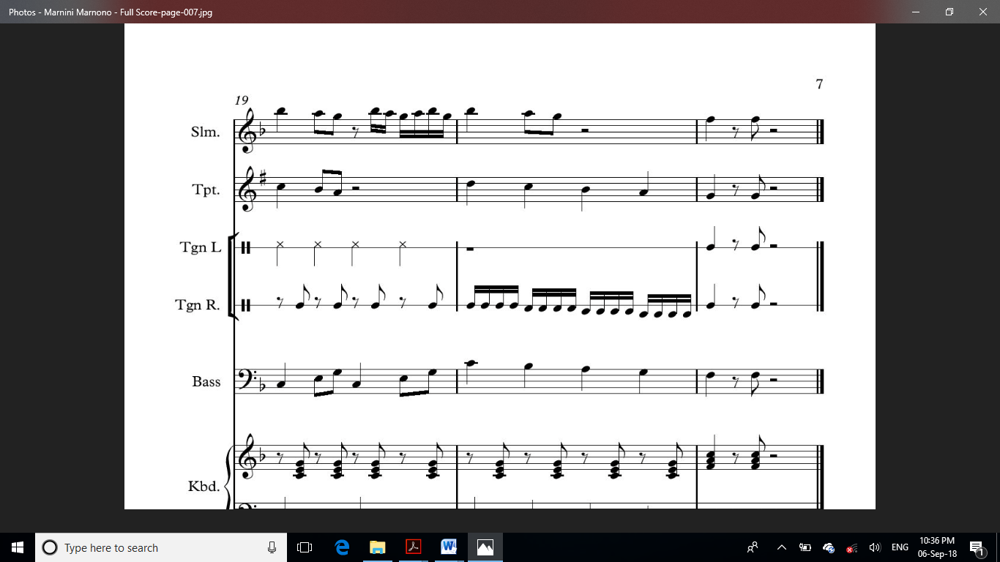 Photos - Marnini Marnono - Full Score-page-007.jpg
7
19
Slm.
Tpt.
Tgn L
Tgn R.
Bass
Kbd.
Type here to search
ENG
10:36 PM
06-Sep-18
1